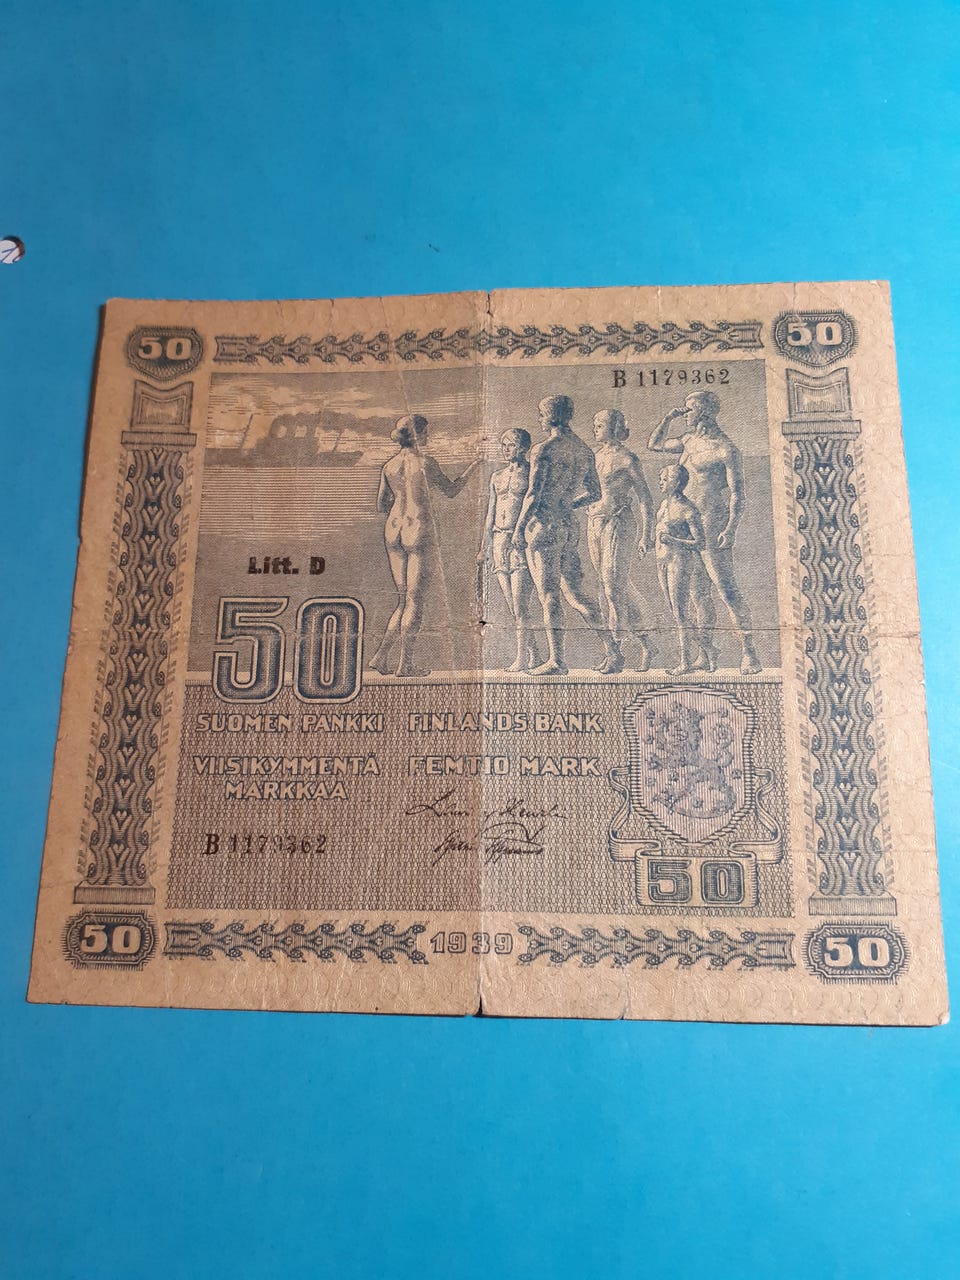 50 50
B 1179362
Litt. D
50
SUOMEN PANKKI FINLANDS BANK
VIISIKYMMENTÄ FEMTIO MARK
MARKKAA
B 1179362
50
50 1939 50